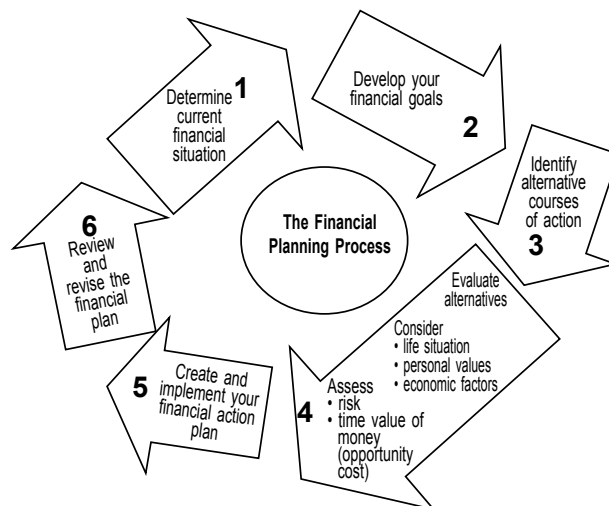 1
Determine
current
financial
situation
Develop your
financial goals
2
Identify
alternative
courses
of action
3
The Financial
Planning Process
Evaluate
alternatives
Consider
• life situation
• personal values
• economic factors
Assess
• risk
• time value of
money
(opportunity
cost)
4
5
Create and
implement your
financial action
plan
6
Review
and
revise the
financial
plan